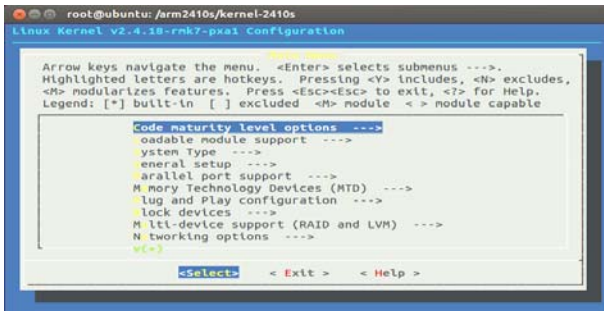 root@ubuntu: /arm2410s/kernel-2410s
Linux Kernel v2.4.18-rmk7-pxa1 Configuration
Arrow keys navigate the menu. <Enter> selects submenus --->.
Highlighted letters are hotkeys. Pressing <Y> includes, <N> excludes,
<M> modularizes features. Press <Esc><Esc> to exit, <?> for Help.
Legend: [*] built-in [ ] excluded <M> module < > module capable
Code maturity level options --->
oadable module support --->
ystem Type --->
eneral setup --->
arallel port support --->
Memory Technology Devices (MTD) --->
lug and Play configuration --->
lock devices --->
M lti-device support (RAID and LVM) --->
N tworking options --->
v(+)
<Select> < Exit > < Help >